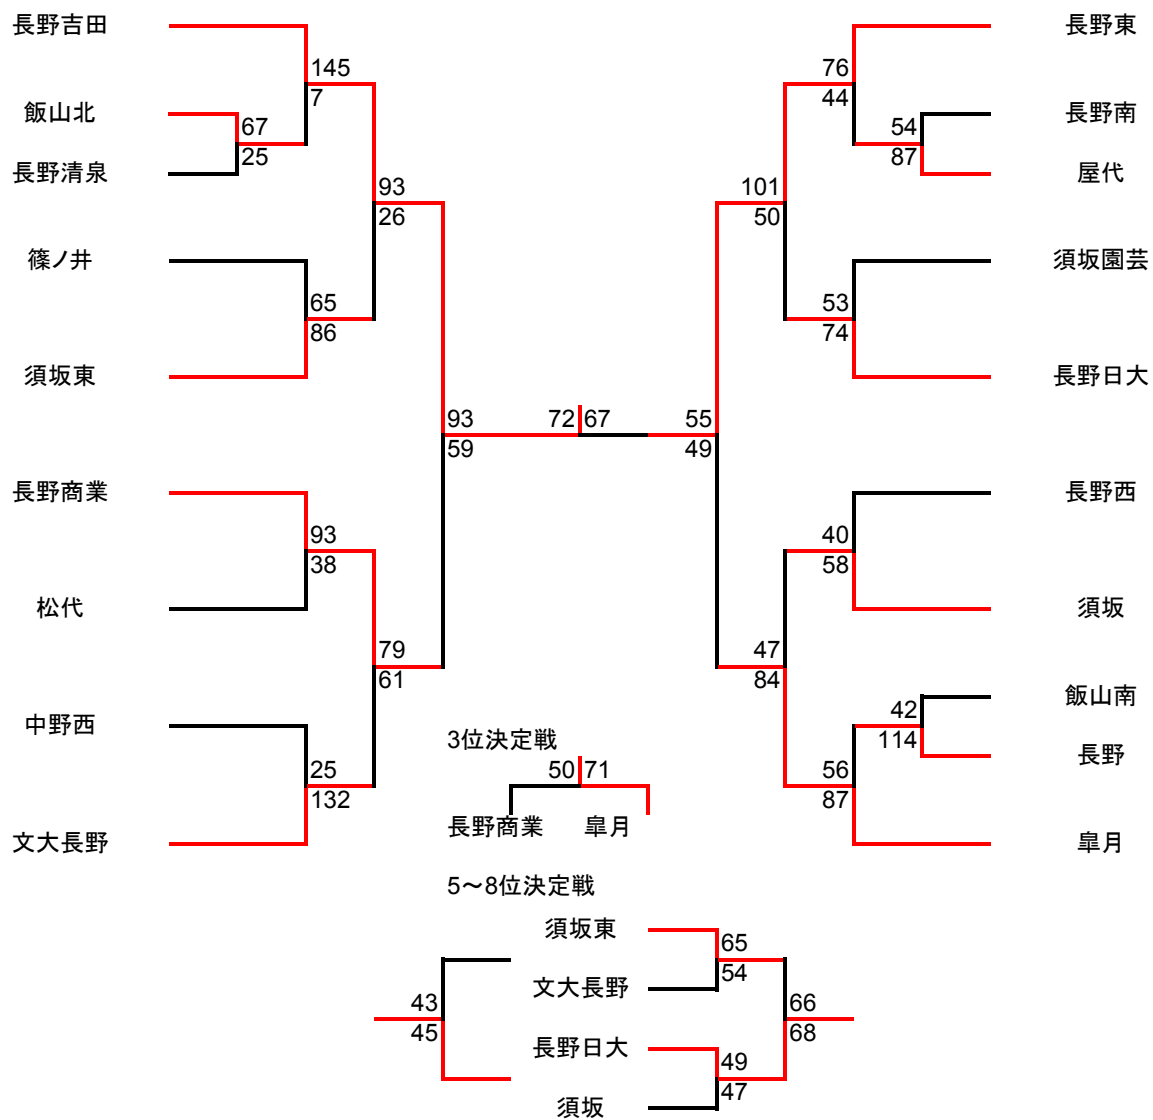 長野吉田
長野東
145
7
76
44
飯山北
長野南
67
25
54
87
長野清泉
屋代
93
26
101
50
篠ノ井
須坂園芸
65
86
53
74
須坂東
長野日大
93
59
72 67
55
49
長野商業
長野西
93
38
40
58
松代
須坂
79
61
47
84
飯山南
中野西
42
114
3位決定戦
長野
50 71
25
132
56
87
長野商業 皐月
文大長野
皐月
5～8位決定戦
須坂東
65
54
文大長野
43
45
66
68
長野日大
49
47
須坂